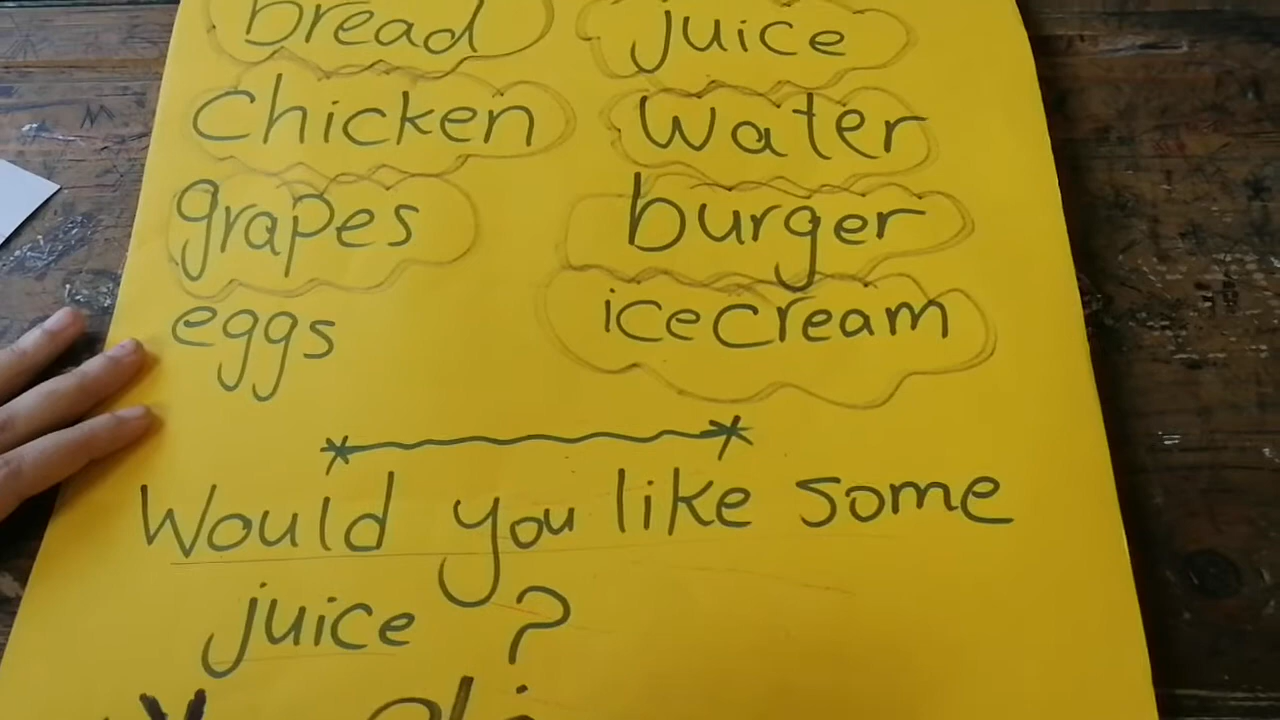 bread juice
Chicken Water
grapes burger
eggs icecream
Would you like some
juice ?